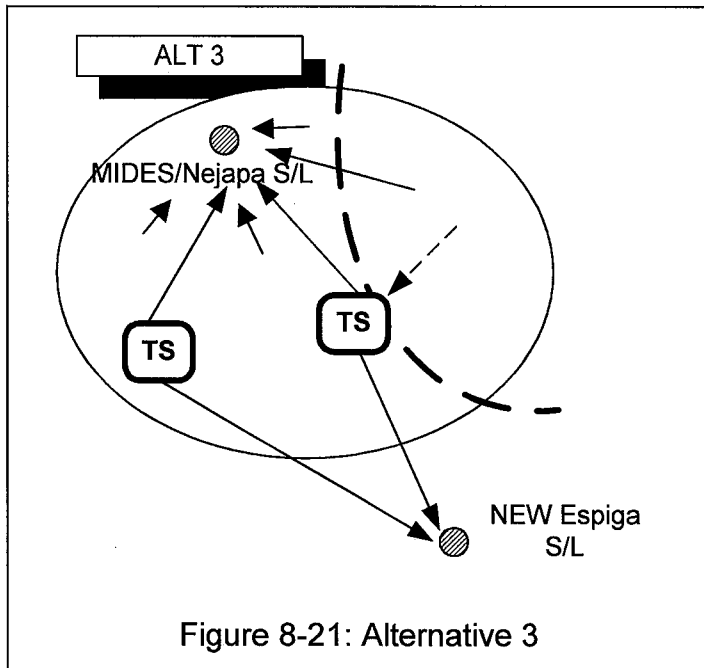 ALT 3
MIDES/Nejapa S/L
TS
TS
NEW Espiga
S/L
Figure 8-21: Alternative 3